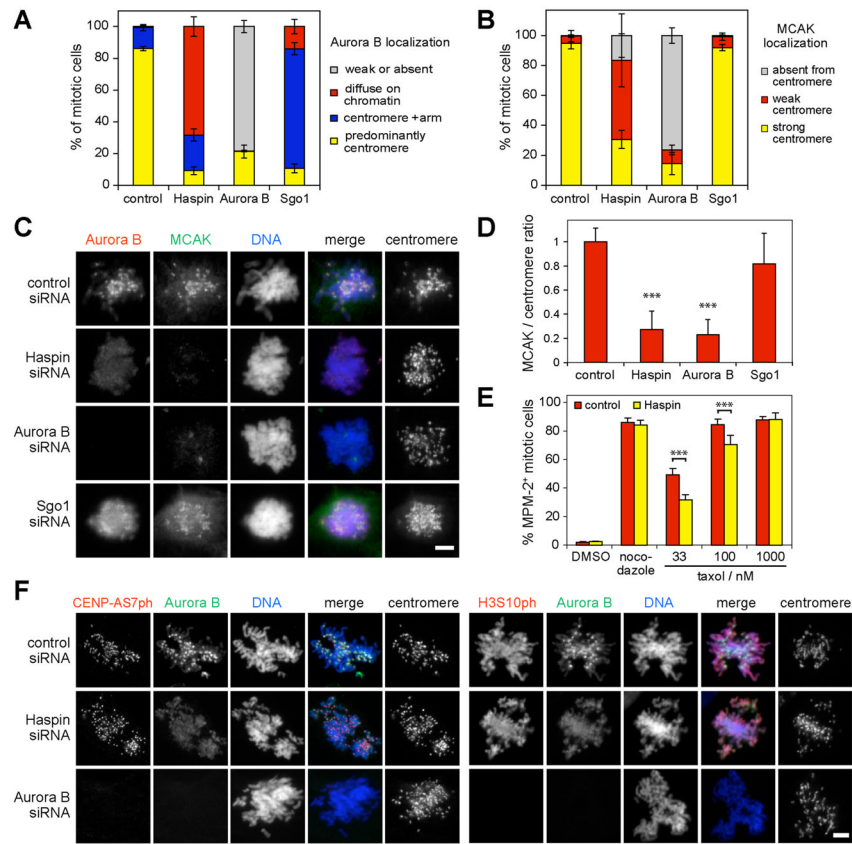 A
% of mitotic cells
100
80
60
40
20
0
control Haspin Aurora B Sgo1
Aurora B localization
weak or absent
diffuse on
chromatin
centromere +arm
predominantly
centromere
B
% of mitotic cells
100
80
60
40
20
0
control Haspin Aurora B Sgo1
MCAK
localization
absent from
centromere
weak
centromere
strong
centromere
C
Aurora B MCAK DNA merge centromere
control
siRNA
Haspin
siRNA
Aurora B
siRNA
Sgo1
siRNA
D
MCAK / centromere ratio
1
0.8
0.6
0.4
0.2
0
*** ***
control Haspin Aurora B Sgo1
E
% MPM-2+ mitotic cells
100
80
60
40
20
0
control Haspin
***
***
DMSO noco-
dazole
33 100 1000
taxol / nM
F
CENP-AS7ph Aurora B DNA merge centromere
control
siRNA
Haspin
siRNA
Aurora B
siRNA
H3S10ph Aurora B DNA merge centromere